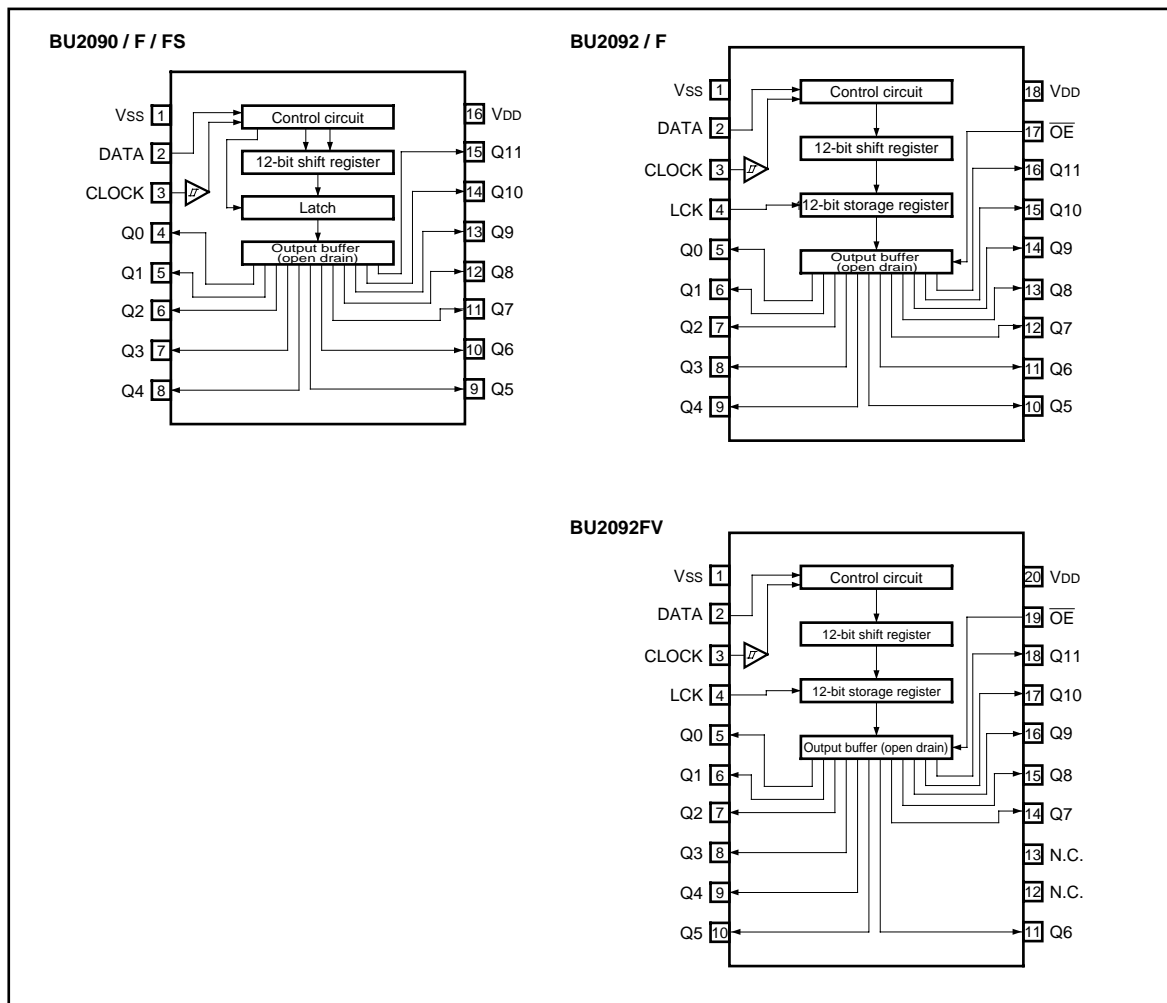 BU2090 / F / FS
VSS 1
DATA 2
CLOCK 3
Q0 4
Q1 5
Q2 6
Q3 7
Q4 8
Control circuit
12-bit shift register
Latch
Output buffer
(open drain)
16 VDD
15 Q11
14 Q10
13 Q9
12 Q8
11 Q7
10 Q6
9 Q5
BU2092 / F
VSS 1
DATA 2
CLOCK 3
LCK 4
Q0 5
Q1 6
Q2 7
Q3 8
Q4 9
Control circuit
12-bit shift register
12-bit storage register
Output buffer
(open drain)
18 VDD
17 O̅E̅
16 Q11
15 Q10
14 Q9
13 Q8
12 Q7
11 Q6
10 Q5
BU2092FV
VSS 1
DATA 2
CLOCK 3
LCK 4
Q0 5
Q1 6
Q2 7
Q3 8
Q4 9
Q5 10
Control circuit
12-bit shift register
12-bit storage register
Output buffer (open drain)
20 VDD
19 O̅E̅
18 Q11
17 Q10
16 Q9
15 Q8
14 Q7
13 N.C.
12 N.C.
11 Q6